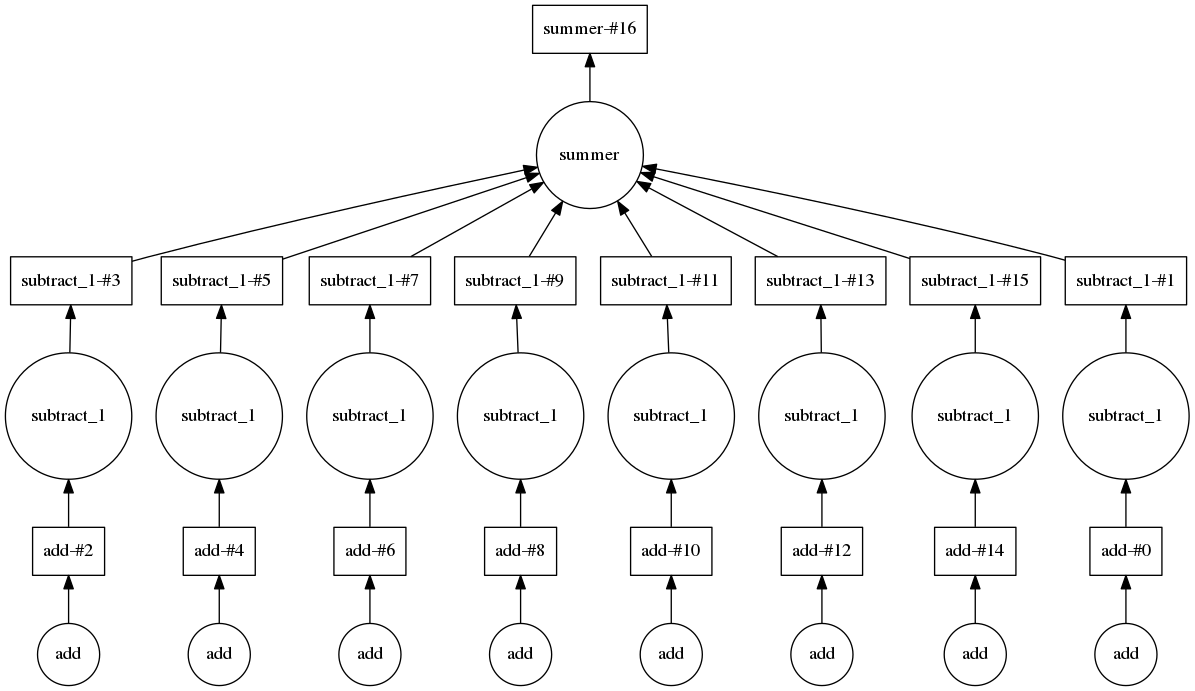 summer-#16
summer
subtract_1-#3
subtract_1-#5
subtract_1-#7
subtract_1-#9
subtract_1-#11
subtract_1-#13
subtract_1-#15
subtract_1-#1
subtract_1
subtract_1
subtract_1
subtract_1
subtract_1
subtract_1
subtract_1
subtract_1
add-#2
add-#4
add-#6
add-#8
add-#10
add-#12
add-#14
add-#0
add
add
add
add
add
add
add
add